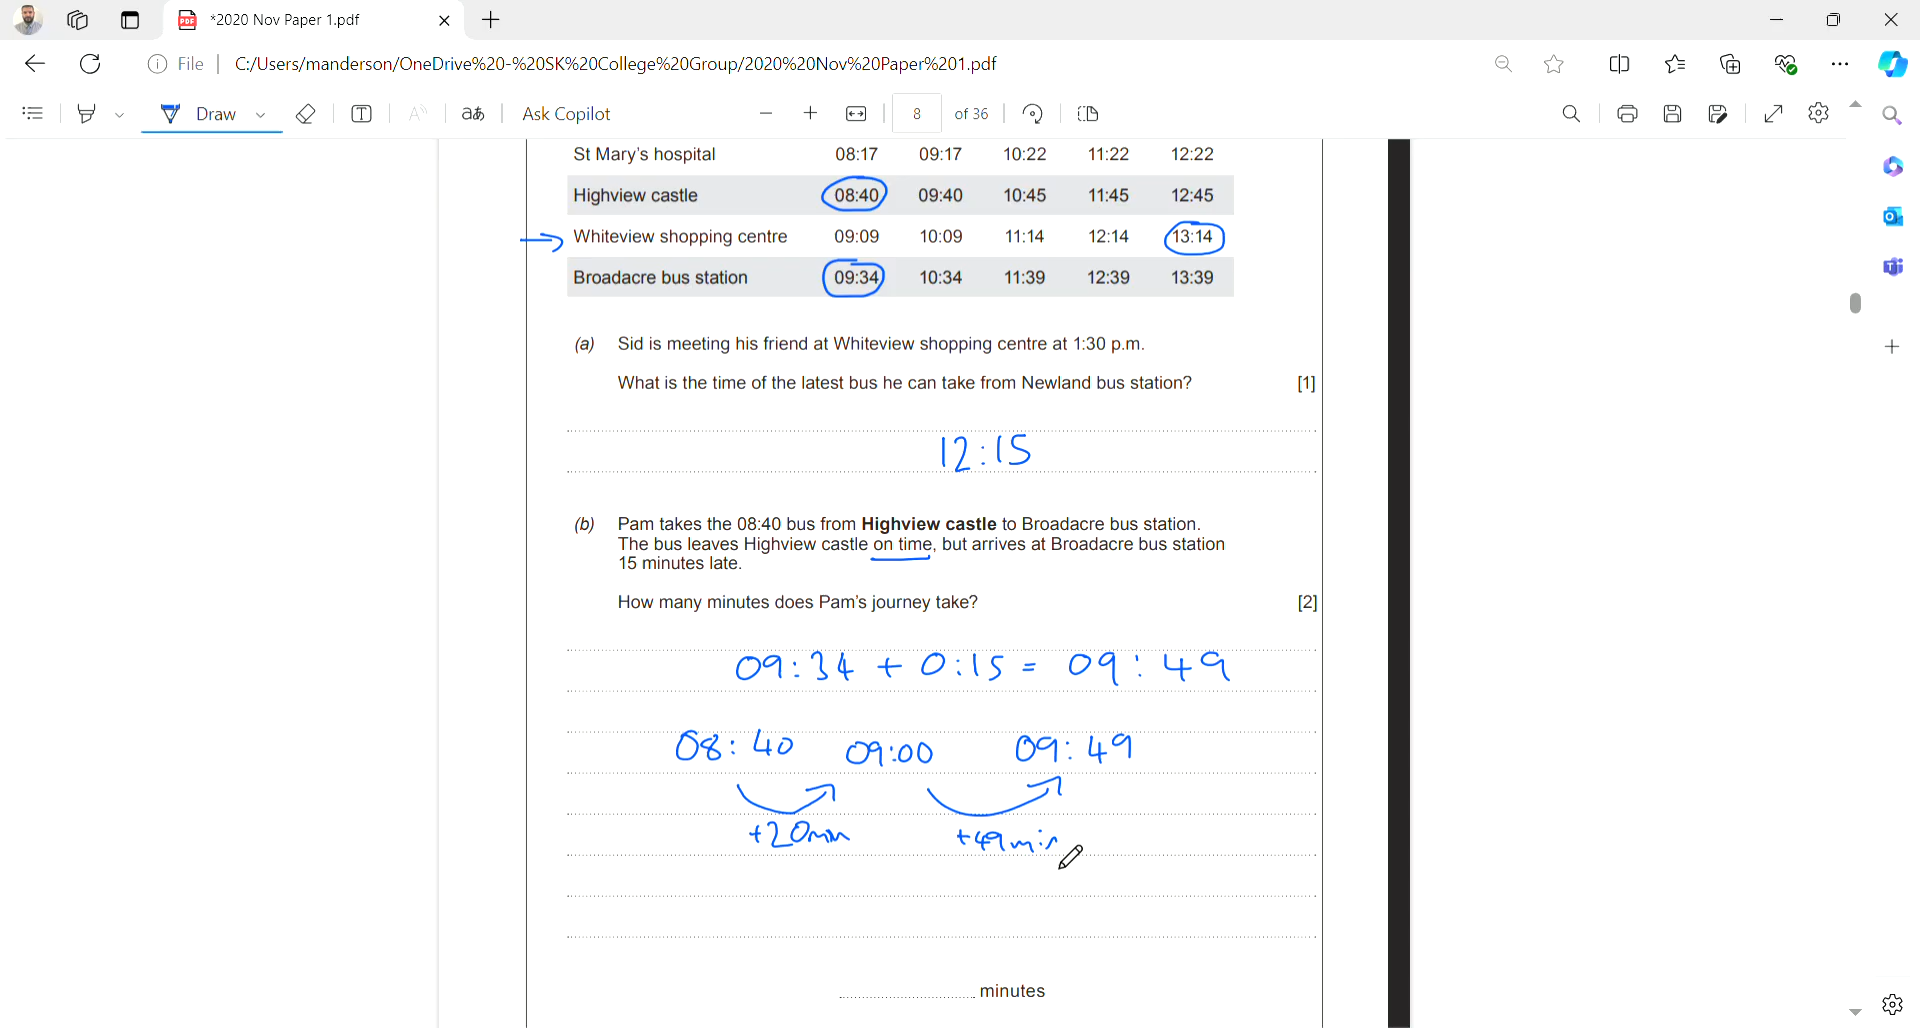 *2020 Nov Paper 1.pdf
File C:/Users/manderson/OneDrive%20-%20SK%20College%20Group/2020%20Nov%20Paper%201.pdf
Draw aあ Ask Copilot 8 of 36
St Mary's hospital 08:17 09:17 10:22 11:22 12:22
Highview castle 08:40 09:40 10:45 11:45 12:45
Whiteview shopping centre 09:09 10:09 11:14 12:14 13:14
Broadacre bus station 09:34 10:34 11:39 12:39 13:39
(a) Sid is meeting his friend at Whiteview shopping centre at 1:30 p.m.
What is the time of the latest bus he can take from Newland bus station? [1]
12:15
(b) Pam takes the 08:40 bus from Highview castle to Broadacre bus station.
The bus leaves Highview castle on time, but arrives at Broadacre bus station
15 minutes late.
How many minutes does Pam's journey take? [2]
09:34 + 0:15 = 09:49
08:40 09:00 09:49
+20min +49min
minutes